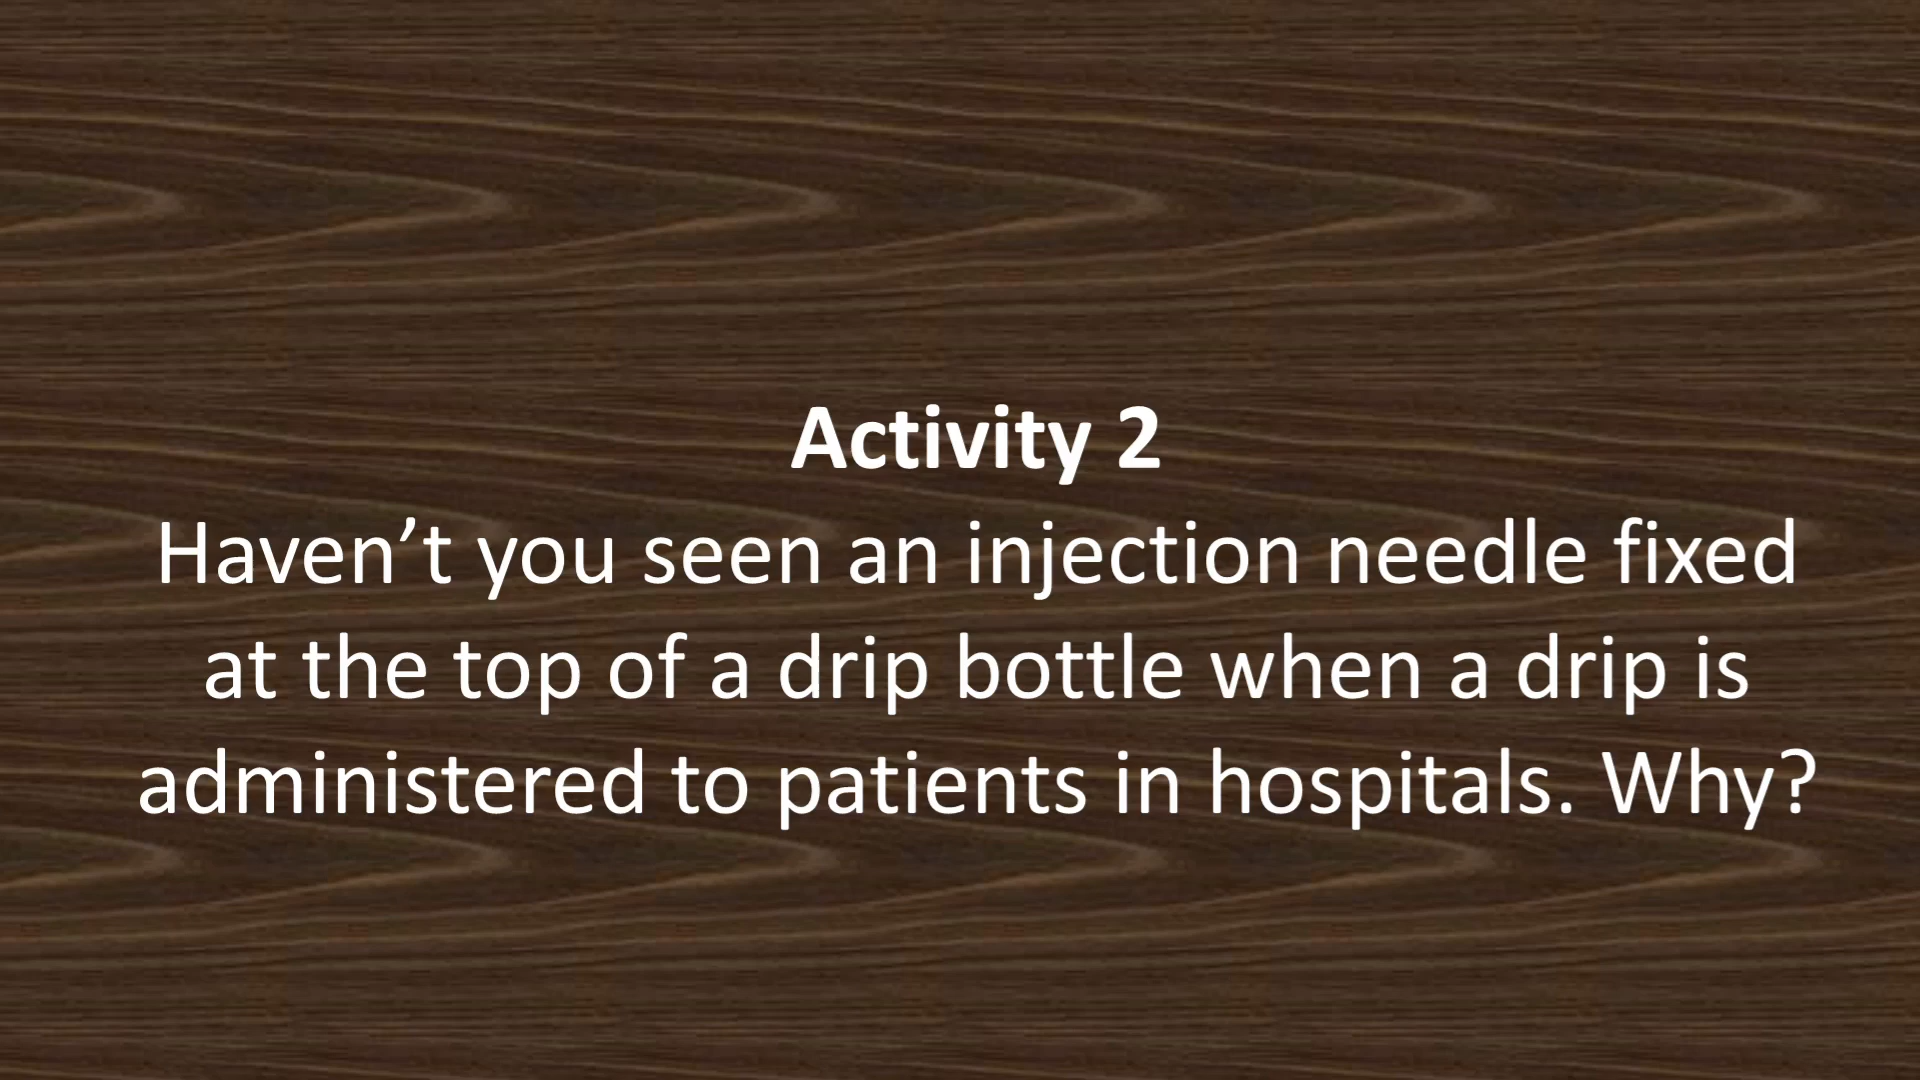 Activity 2
Haven’t you seen an injection needle fixed
at the top of a drip bottle when a drip is
administered to patients in hospitals. Why?